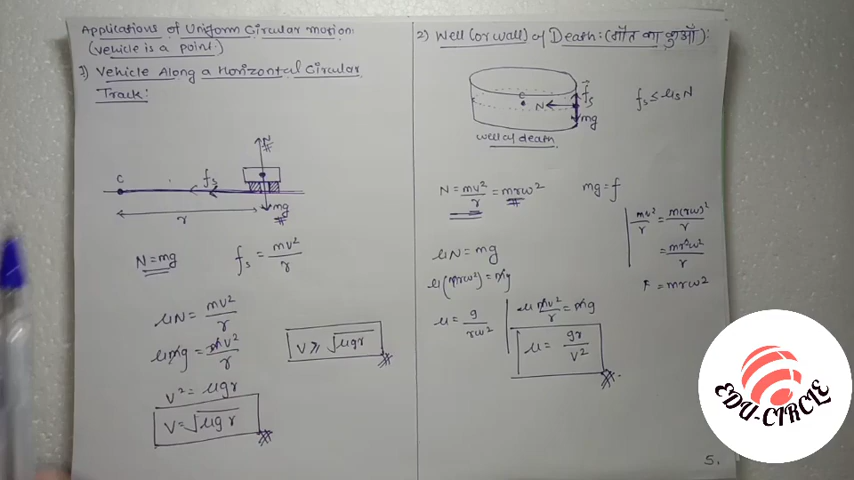 Applications of Uniform Circular motion:
(vehicle is a point.)
1) Vehicle Along a Horizontal Circular
Track:
N
C
fs
mg
r
N=mg
fs = mv²/r
μN = mv²/r
μmg = mv²/r
v² = μgr
v = √μgr
v ≥ √μgr
2) Well (or wall) of Death: (मौत का कुआँ):
fs
C
N
mg
well of death
fs ≤ μsN
N = mv²/r = mrω²
mg = f
mv²/r = m(rω)²/r
= mr²ω²/r
F = mrω²
μN = mg
μ(mrω²) = mg
μ = g/rω²
μ mv²/r = mg
μ = gr/v²
EDU-CIRCLE
5.